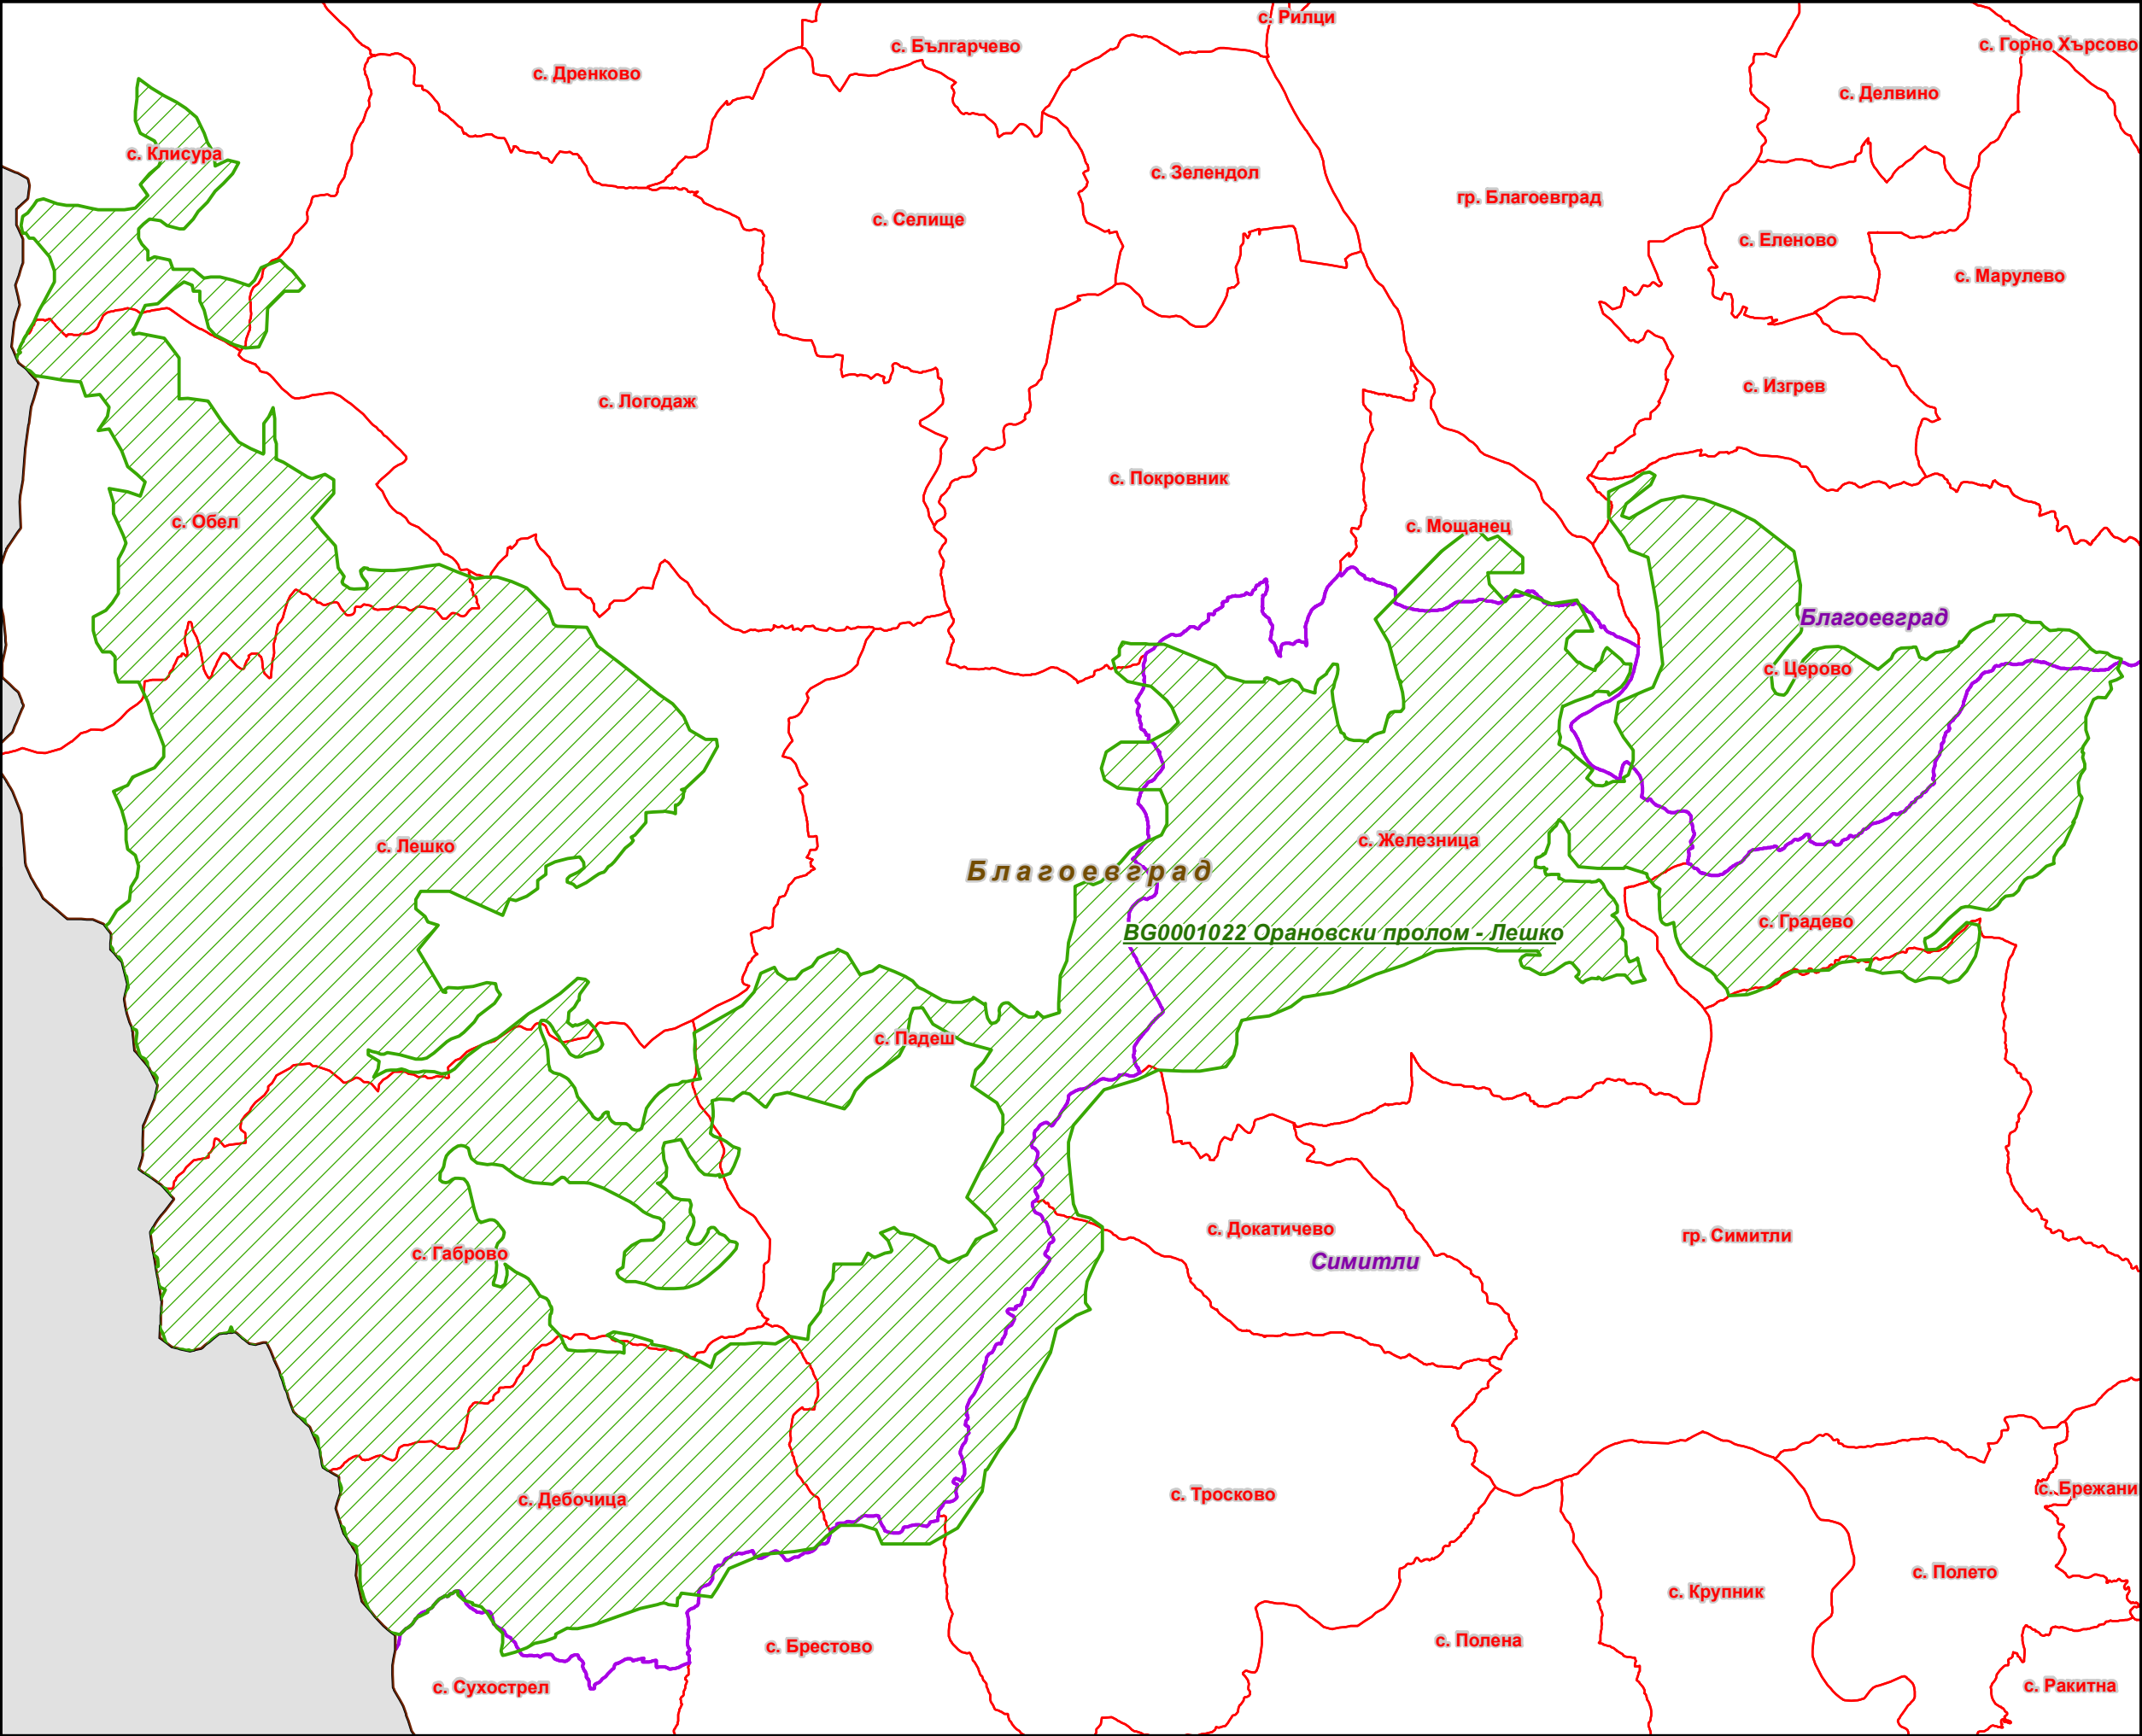 с. Рилци
с. Българчево
с. Горно Хърсово
с. Дренково
с. Делвино
с. Клисура
с. Зелендол
гр. Благоевград
с. Селище
с. Еленово
с. Марулево
с. Изгрев
с. Логодаж
с. Покровник
с. Обел
с. Мощанец
Благоевград
с. Церово
с. Железница
с. Лешко
Благоевград
с. Градево
BG0001022 Орановски пролом - Лешко
с. Падеш
с. Докатичево
гр. Симитли
с. Габрово
Симитли
с. Брежани
с. Тросково
с. Дебочица
с. Полето
с. Крупник
с. Полена
с. Брестово
с. Ракитна
с. Сухострел